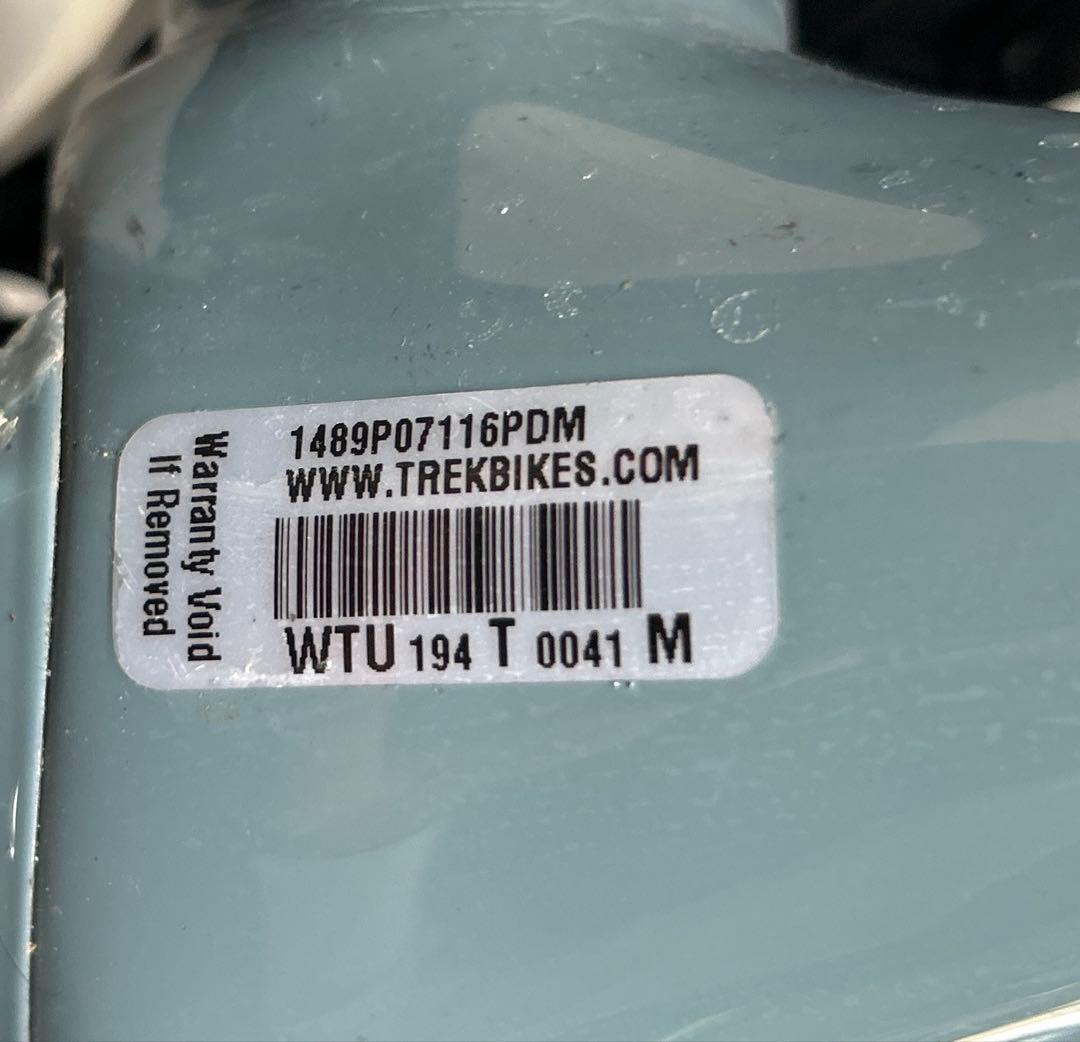 1489P07116PDM
WWW.TREKBIKES.COM
WTU 194 T 0041 M
Warranty Void
If Removed